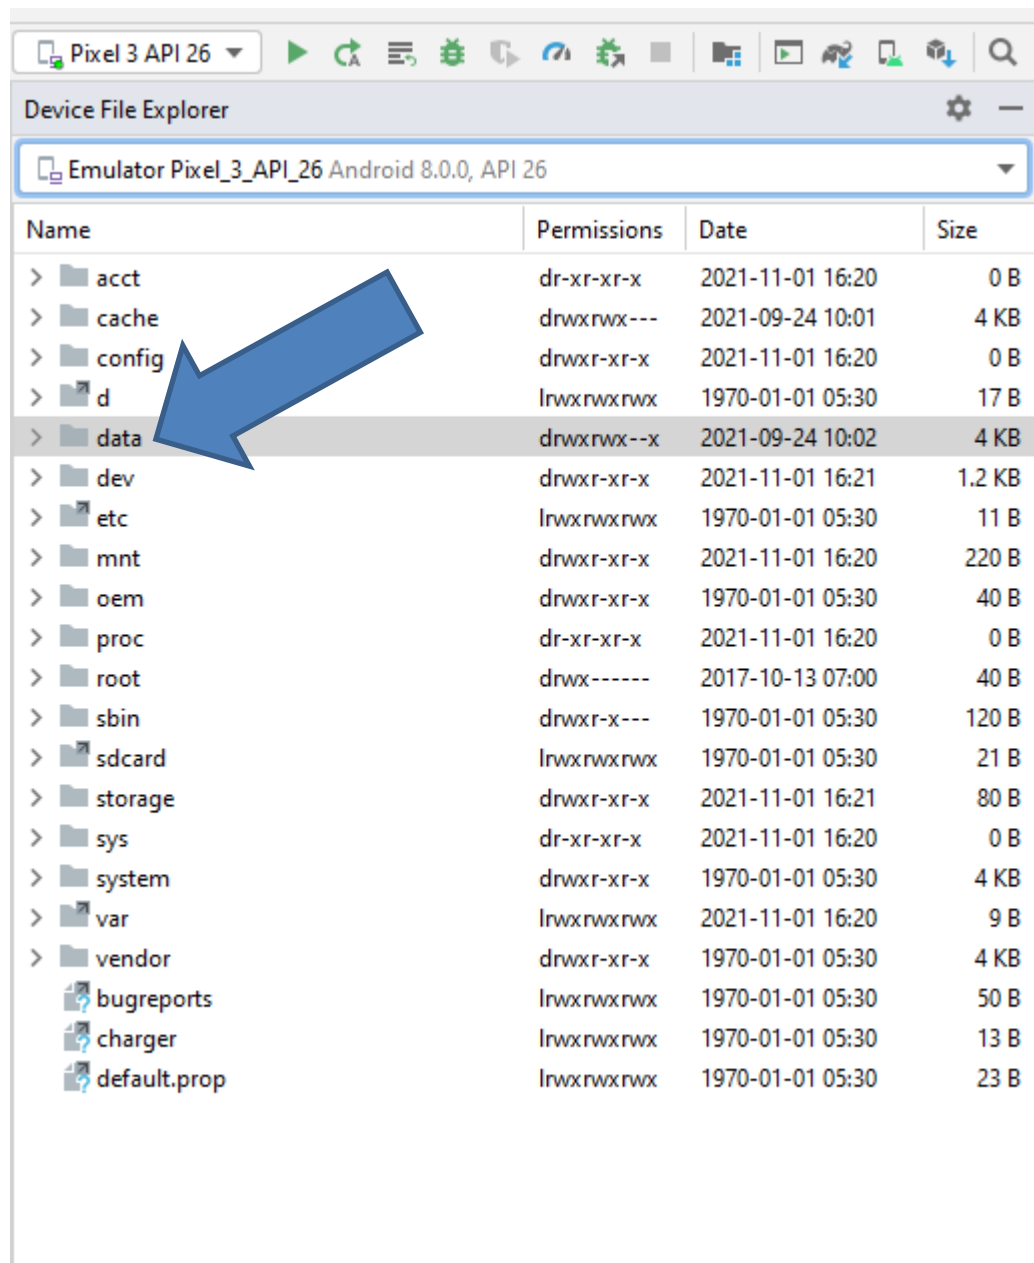 Pixel 3 API 26
Device File Explorer
Emulator Pixel_3_API_26 Android 8.0.0, API 26
Name Permissions Date Size
acct dr-xr-xr-x 2021-11-01 16:20 0 B
cache drwxrwx--- 2021-09-24 10:01 4 KB
config drwxr-xr-x 2021-11-01 16:20 0 B
d lrwxrwxrwx 1970-01-01 05:30 17 B
data drwxrwx--x 2021-09-24 10:02 4 KB
dev drwxr-xr-x 2021-11-01 16:21 1.2 KB
etc lrwxrwxrwx 1970-01-01 05:30 11 B
mnt drwxr-xr-x 2021-11-01 16:20 220 B
oem drwxr-xr-x 1970-01-01 05:30 40 B
proc dr-xr-xr-x 2021-11-01 16:20 0 B
root drwx------ 2017-10-13 07:00 40 B
sbin drwxr-x--- 1970-01-01 05:30 120 B
sdcard lrwxrwxrwx 1970-01-01 05:30 21 B
storage drwxr-xr-x 2021-11-01 16:21 80 B
sys dr-xr-xr-x 2021-11-01 16:20 0 B
system drwxr-xr-x 1970-01-01 05:30 4 KB
var lrwxrwxrwx 2021-11-01 16:20 9 B
vendor drwxr-xr-x 1970-01-01 05:30 4 KB
bugreports lrwxrwxrwx 1970-01-01 05:30 50 B
charger lrwxrwxrwx 1970-01-01 05:30 13 B
default.prop lrwxrwxrwx 1970-01-01 05:30 23 B